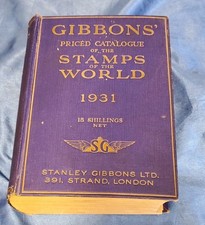 GIBBONS'
PRICED CATALOGUE
OF THE
STAMPS
OF THE
WORLD
1931
15 SHILLINGS
NET
SG
STANLEY GIBBONS LTD.
391, STRAND, LONDON